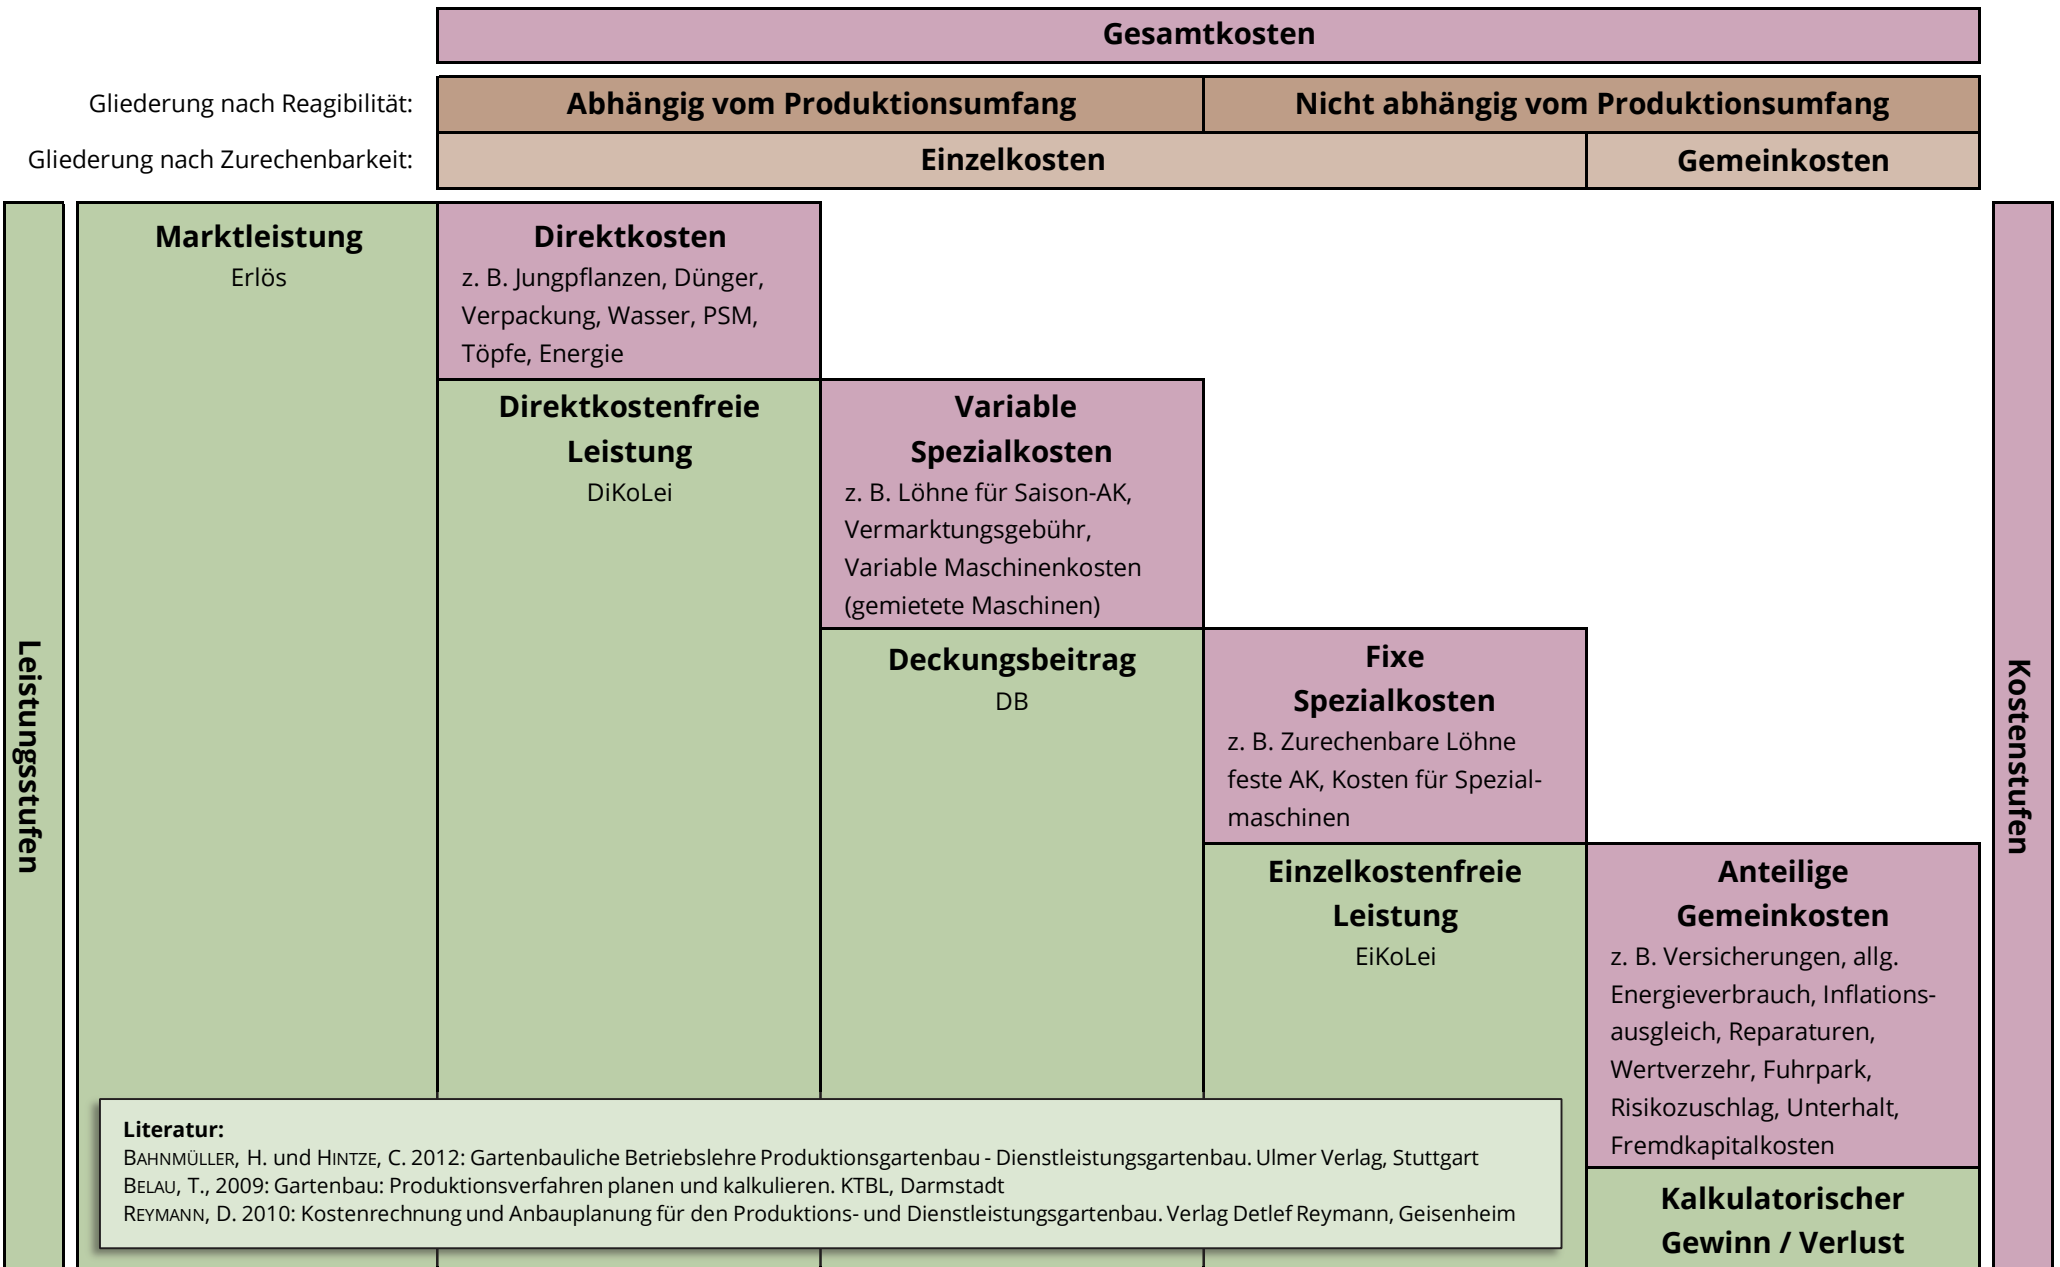 Gesamtkosten
Gliederung nach Reagibilität:
Abhängig vom Produktionsumfang
Nicht abhängig vom Produktionsumfang
Gliederung nach Zurechenbarkeit:
Einzelkosten
Gemeinkosten
Leistungsstufen
Marktleistung
Erlös
Direktkosten
z. B. Jungpflanzen, Dünger,
Verpackung, Wasser, PSM,
Töpfe, Energie
Direktkostenfreie
Leistung
DiKoLei
Variable
Spezialkosten
z. B. Löhne für Saison-AK,
Vermarktungsgebühr,
Variable Maschinenkosten
(gemietete Maschinen)
Deckungsbeitrag
DB
Fixe
Spezialkosten
z. B. Zurechenbare Löhne
feste AK, Kosten für Spezial-
maschinen
Einzelkostenfreie
Leistung
EiKoLei
Anteilige
Gemeinkosten
z. B. Versicherungen, allg.
Energieverbrauch, Inflations-
ausgleich, Reparaturen,
Wertverzehr, Fuhrpark,
Risikozuschlag, Unterhalt,
Fremdkapitalkosten
Kalkulatorischer
Gewinn / Verlust
Kostenstufen
Literatur:
BAHNMÜLLER, H. und HINTZE, C. 2012: Gartenbauliche Betriebslehre Produktionsgartenbau - Dienstleistungsgartenbau. Ulmer Verlag, Stuttgart
BELAU, T., 2009: Gartenbau: Produktionsverfahren planen und kalkulieren. KTBL, Darmstadt
REYMANN, D. 2010: Kostenrechnung und Anbauplanung für den Produktions- und Dienstleistungsgartenbau. Verlag Detlef Reymann, Geisenheim